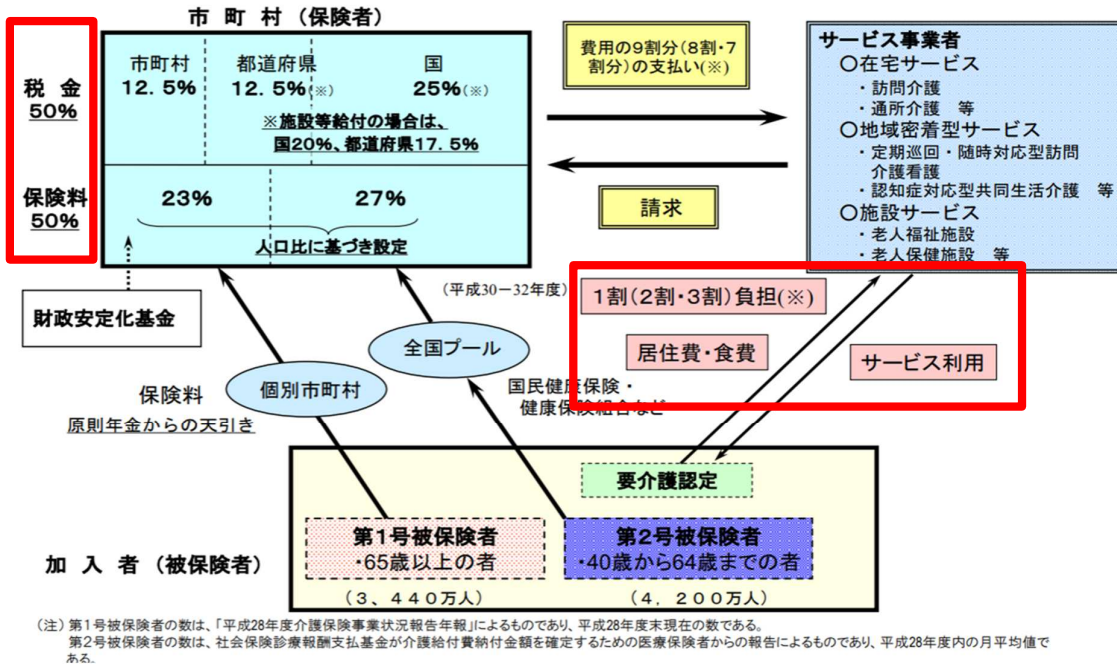 市 町 村 (保険者)
税 金
50%
市町村
12.5%
都道府県
12.5%(※)
国
25%(※)
※施設等給付の場合は、
国20%、都道府県17.5%
保険料
50%
23%
27%
人口比に基づき設定
費用の9割分(8割・7
割分)の支払い(※)
請求
サービス事業者
○在宅サービス
・訪問介護
・通所介護 等
○地域密着型サービス
・定期巡回・随時対応型訪問
介護看護
・認知症対応型共同生活介護 等
○施設サービス
・老人福祉施設
・老人保健施設 等
財政安定化基金
(平成30-32年度)
1割(2割・3割)負担(※)
居住費・食費
サービス利用
全国プール
個別市町村
保険料
原則年金からの天引き
国民健康保険・
健康保険組合など
要介護認定
加 入 者 (被保険者)
第1号被保険者
・65歳以上の者
(3、440万人)
第2号被保険者
・40歳から64歳までの者
(4,200万人)
(注) 第1号被保険者の数は、「平成28年度介護保険事業状況報告年報」によるものであり、平成28年度末現在の数である。
第2号被保険者の数は、社会保険診療報酬支払基金が介護給付費納付金額を確定するための医療保険者からの報告によるものであり、平成28年度内の月平均値で
ある。